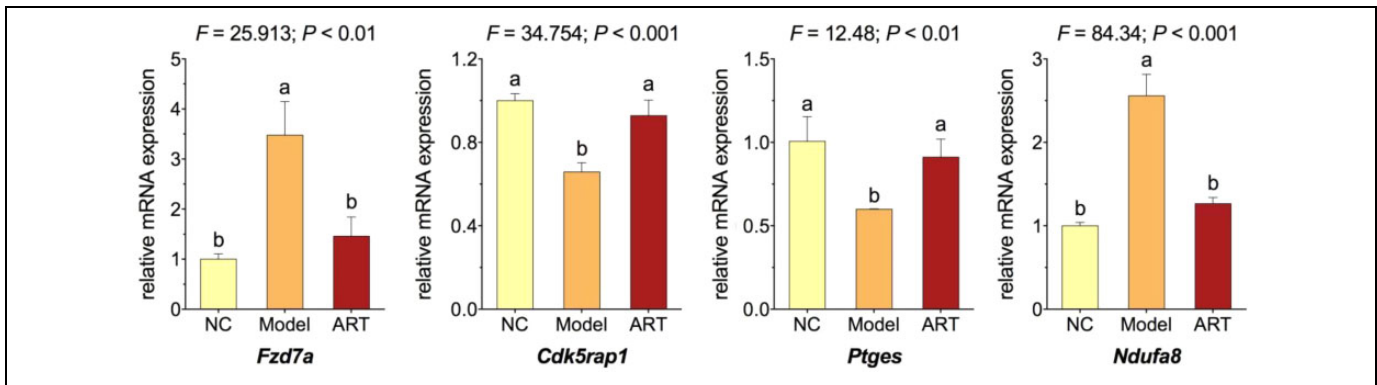 F = 25.913; P < 0.01
relative mRNA expression
5
4
3
2
1
0
b
a
b
NC Model ART
Fzd7a
F = 34.754; P < 0.001
relative mRNA expression
1.2
0.8
0.4
0.0
a
b
a
NC Model ART
Cdk5rap1
F = 12.48; P < 0.01
relative mRNA expression
1.5
1.0
0.5
0.0
a
b
a
NC Model ART
Ptges
F = 84.34; P < 0.001
relative mRNA expression
3
2
1
0
b
a
b
NC Model ART
Ndufa8